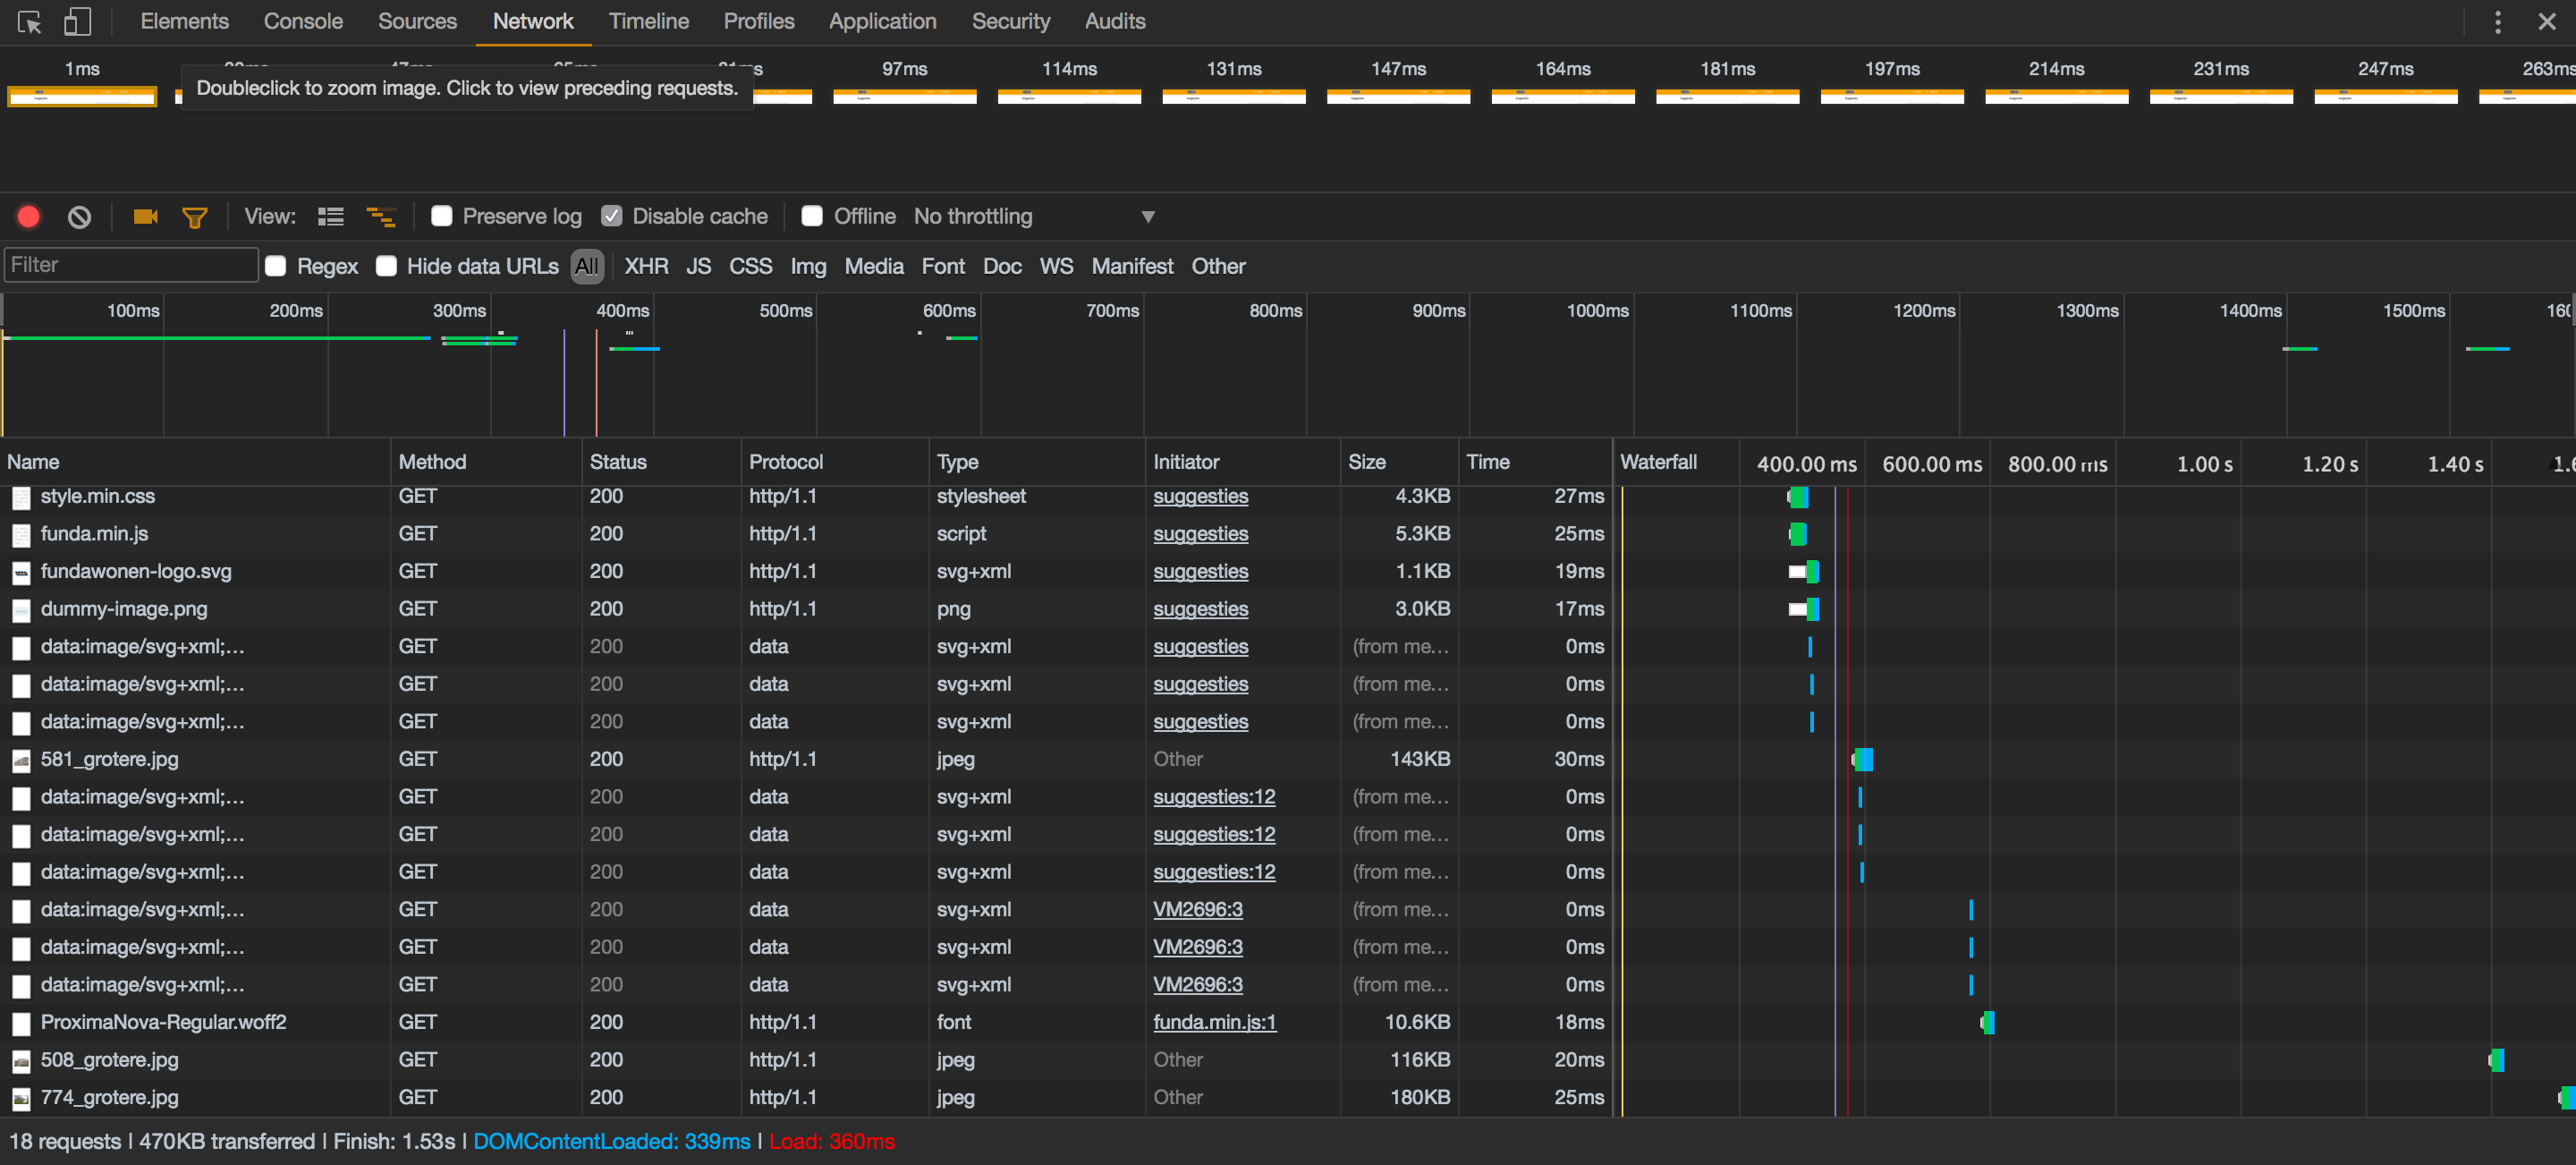 Elements Console Sources Network Timeline Profiles Application Security Audits
1ms 97ms 114ms 131ms 147ms 164ms 181ms 197ms 214ms 231ms 247ms 263ms
Doubleclick to zoom image. Click to view preceding requests.
View: Preserve log Disable cache Offline No throttling
Filter Regex Hide data URLs All XHR JS CSS Img Media Font Doc WS Manifest Other
100ms 200ms 300ms 400ms 500ms 600ms 700ms 800ms 900ms 1000ms 1100ms 1200ms 1300ms 1400ms 1500ms
Name Method Status Protocol Type Initiator Size Time Waterfall 400.00 ms 600.00 ms 800.00 ms 1.00 s 1.20 s 1.40 s
style.min.css GET 200 http/1.1 stylesheet suggesties 4.3KB 27ms
funda.min.js GET 200 http/1.1 script suggesties 5.3KB 25ms
fundawonen-logo.svg GET 200 http/1.1 svg+xml suggesties 1.1KB 19ms
dummy-image.png GET 200 http/1.1 png suggesties 3.0KB 17ms
data:image/svg+xml;… GET 200 data svg+xml suggesties (from me… 0ms
data:image/svg+xml;… GET 200 data svg+xml suggesties (from me… 0ms
data:image/svg+xml;… GET 200 data svg+xml suggesties (from me… 0ms
581_grotere.jpg GET 200 http/1.1 jpeg Other 143KB 30ms
data:image/svg+xml;… GET 200 data svg+xml suggesties:12 (from me… 0ms
data:image/svg+xml;… GET 200 data svg+xml suggesties:12 (from me… 0ms
data:image/svg+xml;… GET 200 data svg+xml suggesties:12 (from me… 0ms
data:image/svg+xml;… GET 200 data svg+xml VM2696:3 (from me… 0ms
data:image/svg+xml;… GET 200 data svg+xml VM2696:3 (from me… 0ms
data:image/svg+xml;… GET 200 data svg+xml VM2696:3 (from me… 0ms
ProximaNova-Regular.woff2 GET 200 http/1.1 font funda.min.js:1 10.6KB 18ms
508_grotere.jpg GET 200 http/1.1 jpeg Other 116KB 20ms
774_grotere.jpg GET 200 http/1.1 jpeg Other 180KB 25ms
18 requests | 470KB transferred | Finish: 1.53s | DOMContentLoaded: 339ms | Load: 360ms